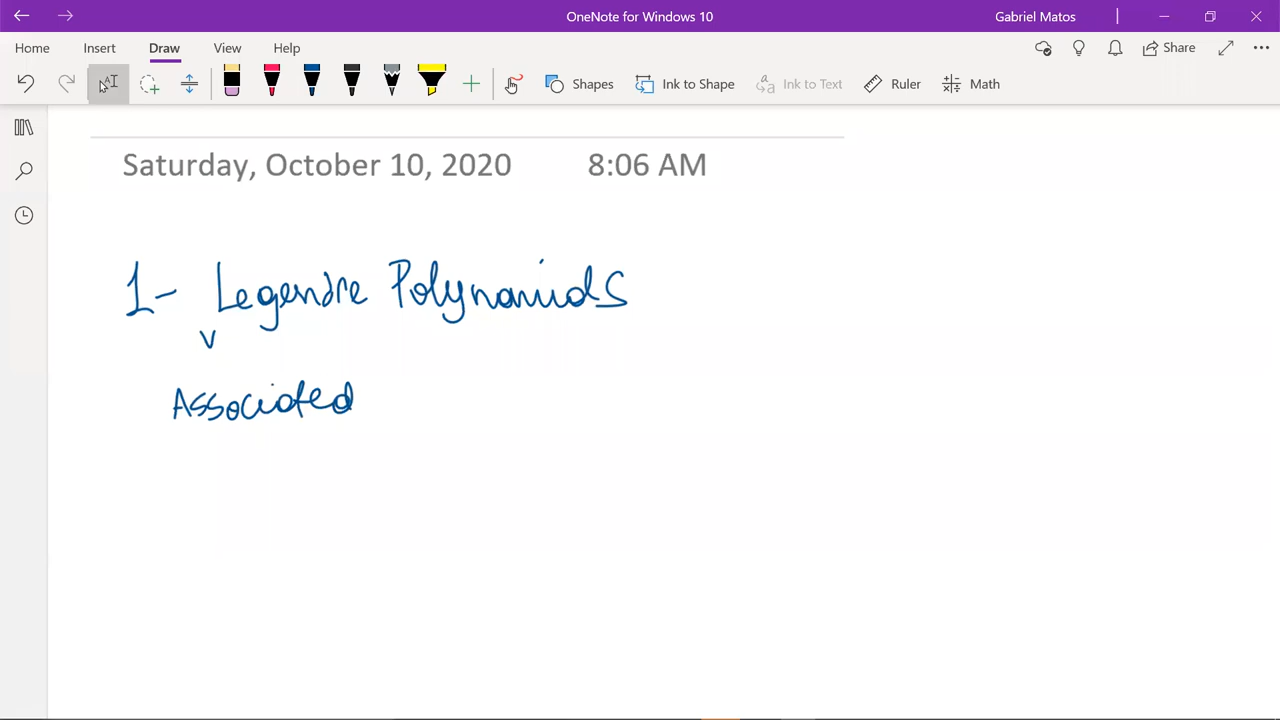 OneNote for Windows 10
Gabriel Matos
Home Insert Draw View Help
Share
Shapes Ink to Shape Ink to Text Ruler Math
Saturday, October 10, 2020 8:06 AM
1- Legendre Polynomials
v
Associated